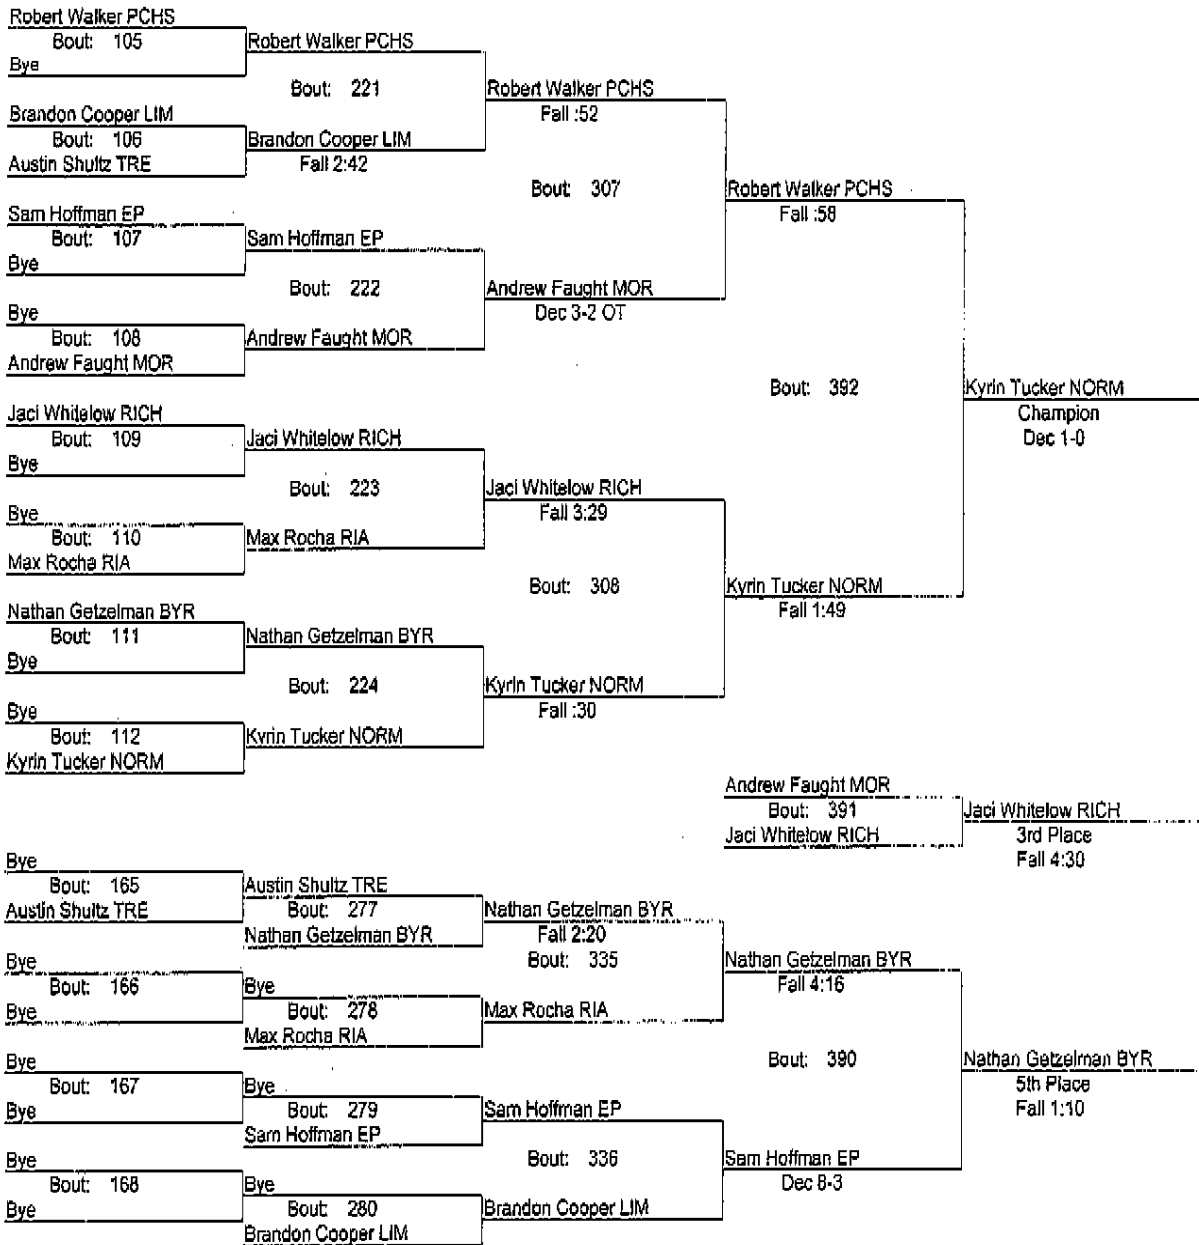 Robert Walker PCHS
Bout: 105
Bye
Robert Walker PCHS
Bout: 221
Brandon Cooper LIM
Bout: 106
Austin Shultz TRE
Brandon Cooper LIM
Fall 2:42
Robert Walker PCHS
Fall :52
Bout: 307
Sam Hoffman EP
Bout: 107
Bye
Sam Hoffman EP
Bout: 222
Bye
Bout: 108
Andrew Faught MOR
Andrew Faught MOR
Andrew Faught MOR
Dec 3-2 OT
Robert Walker PCHS
Fall :58
Bout: 392
Jaci Whitelow RICH
Bout: 109
Bye
Jaci Whitelow RICH
Bout: 223
Bye
Bout: 110
Max Rocha RIA
Max Rocha RIA
Jaci Whitelow RICH
Fall 3:29
Bout: 308
Nathan Getzelman BYR
Bout: 111
Bye
Nathan Getzelman BYR
Bout: 224
Bye
Bout: 112
Kyrin Tucker NORM
Kyrin Tucker NORM
Kyrin Tucker NORM
Fall :30
Kyrin Tucker NORM
Fall 1:49
Kyrin Tucker NORM
Champion
Dec 1-0
Andrew Faught MOR
Bout: 391
Jaci Whitelow RICH
Jaci Whitelow RICH
3rd Place
Fall 4:30
Bye
Bout: 165
Austin Shultz TRE
Austin Shultz TRE
Bout: 277
Nathan Getzelman BYR
Nathan Getzelman BYR
Fall 2:20
Bout: 335
Bye
Bout: 166
Bye
Bye
Bout: 278
Max Rocha RIA
Max Rocha RIA
Nathan Getzelman BYR
Fall 4:16
Bout: 390
Bye
Bout: 167
Bye
Bye
Bout: 279
Sam Hoffman EP
Sam Hoffman EP
Bout: 336
Bye
Bout: 168
Bye
Bye
Bout: 280
Brandon Cooper LIM
Brandon Cooper LIM
Sam Hoffman EP
Dec 8-3
Nathan Getzelman BYR
5th Place
Fall 1:10